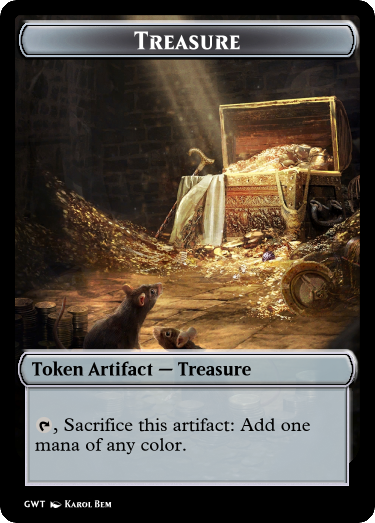 Treasure
Token Artifact — Treasure
, Sacrifice this artifact: Add one
mana of any color.
GWT Karol Bem